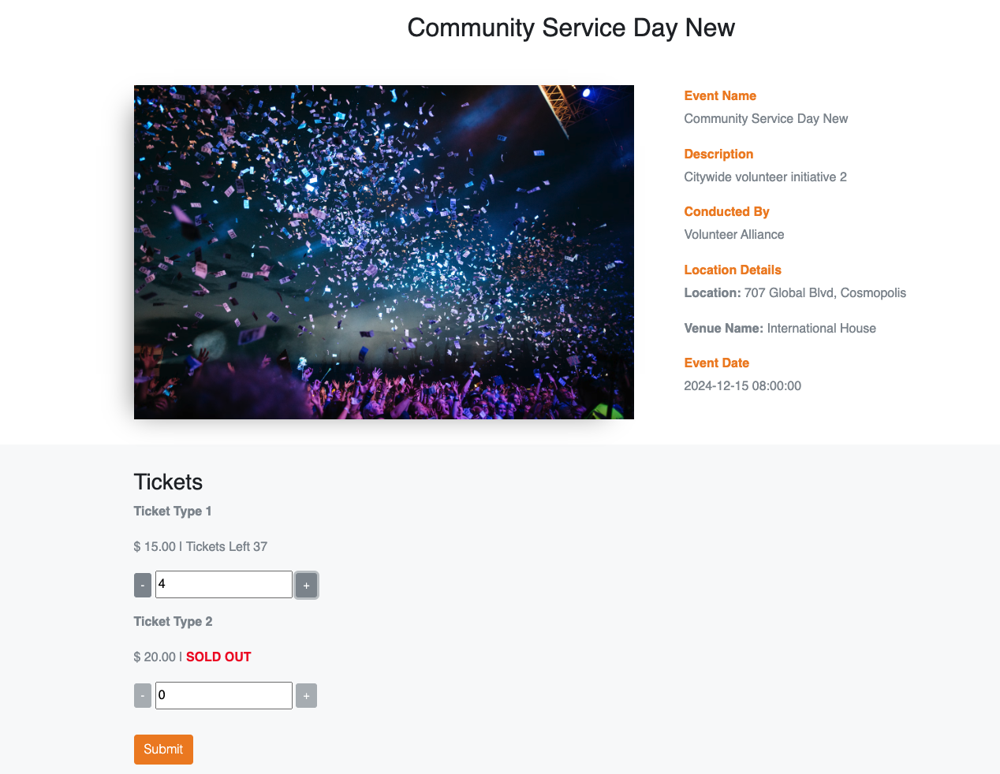 Community Service Day New
Event Name
Community Service Day New
Description
Citywide volunteer initiative 2
Conducted By
Volunteer Alliance
Location Details
Location: 707 Global Blvd, Cosmopolis
Venue Name: International House
Event Date
2024-12-15 08:00:00
Tickets
Ticket Type 1
$ 15.00 | Tickets Left 37
- 4 +
Ticket Type 2
$ 20.00 | SOLD OUT
- 0 +
Submit